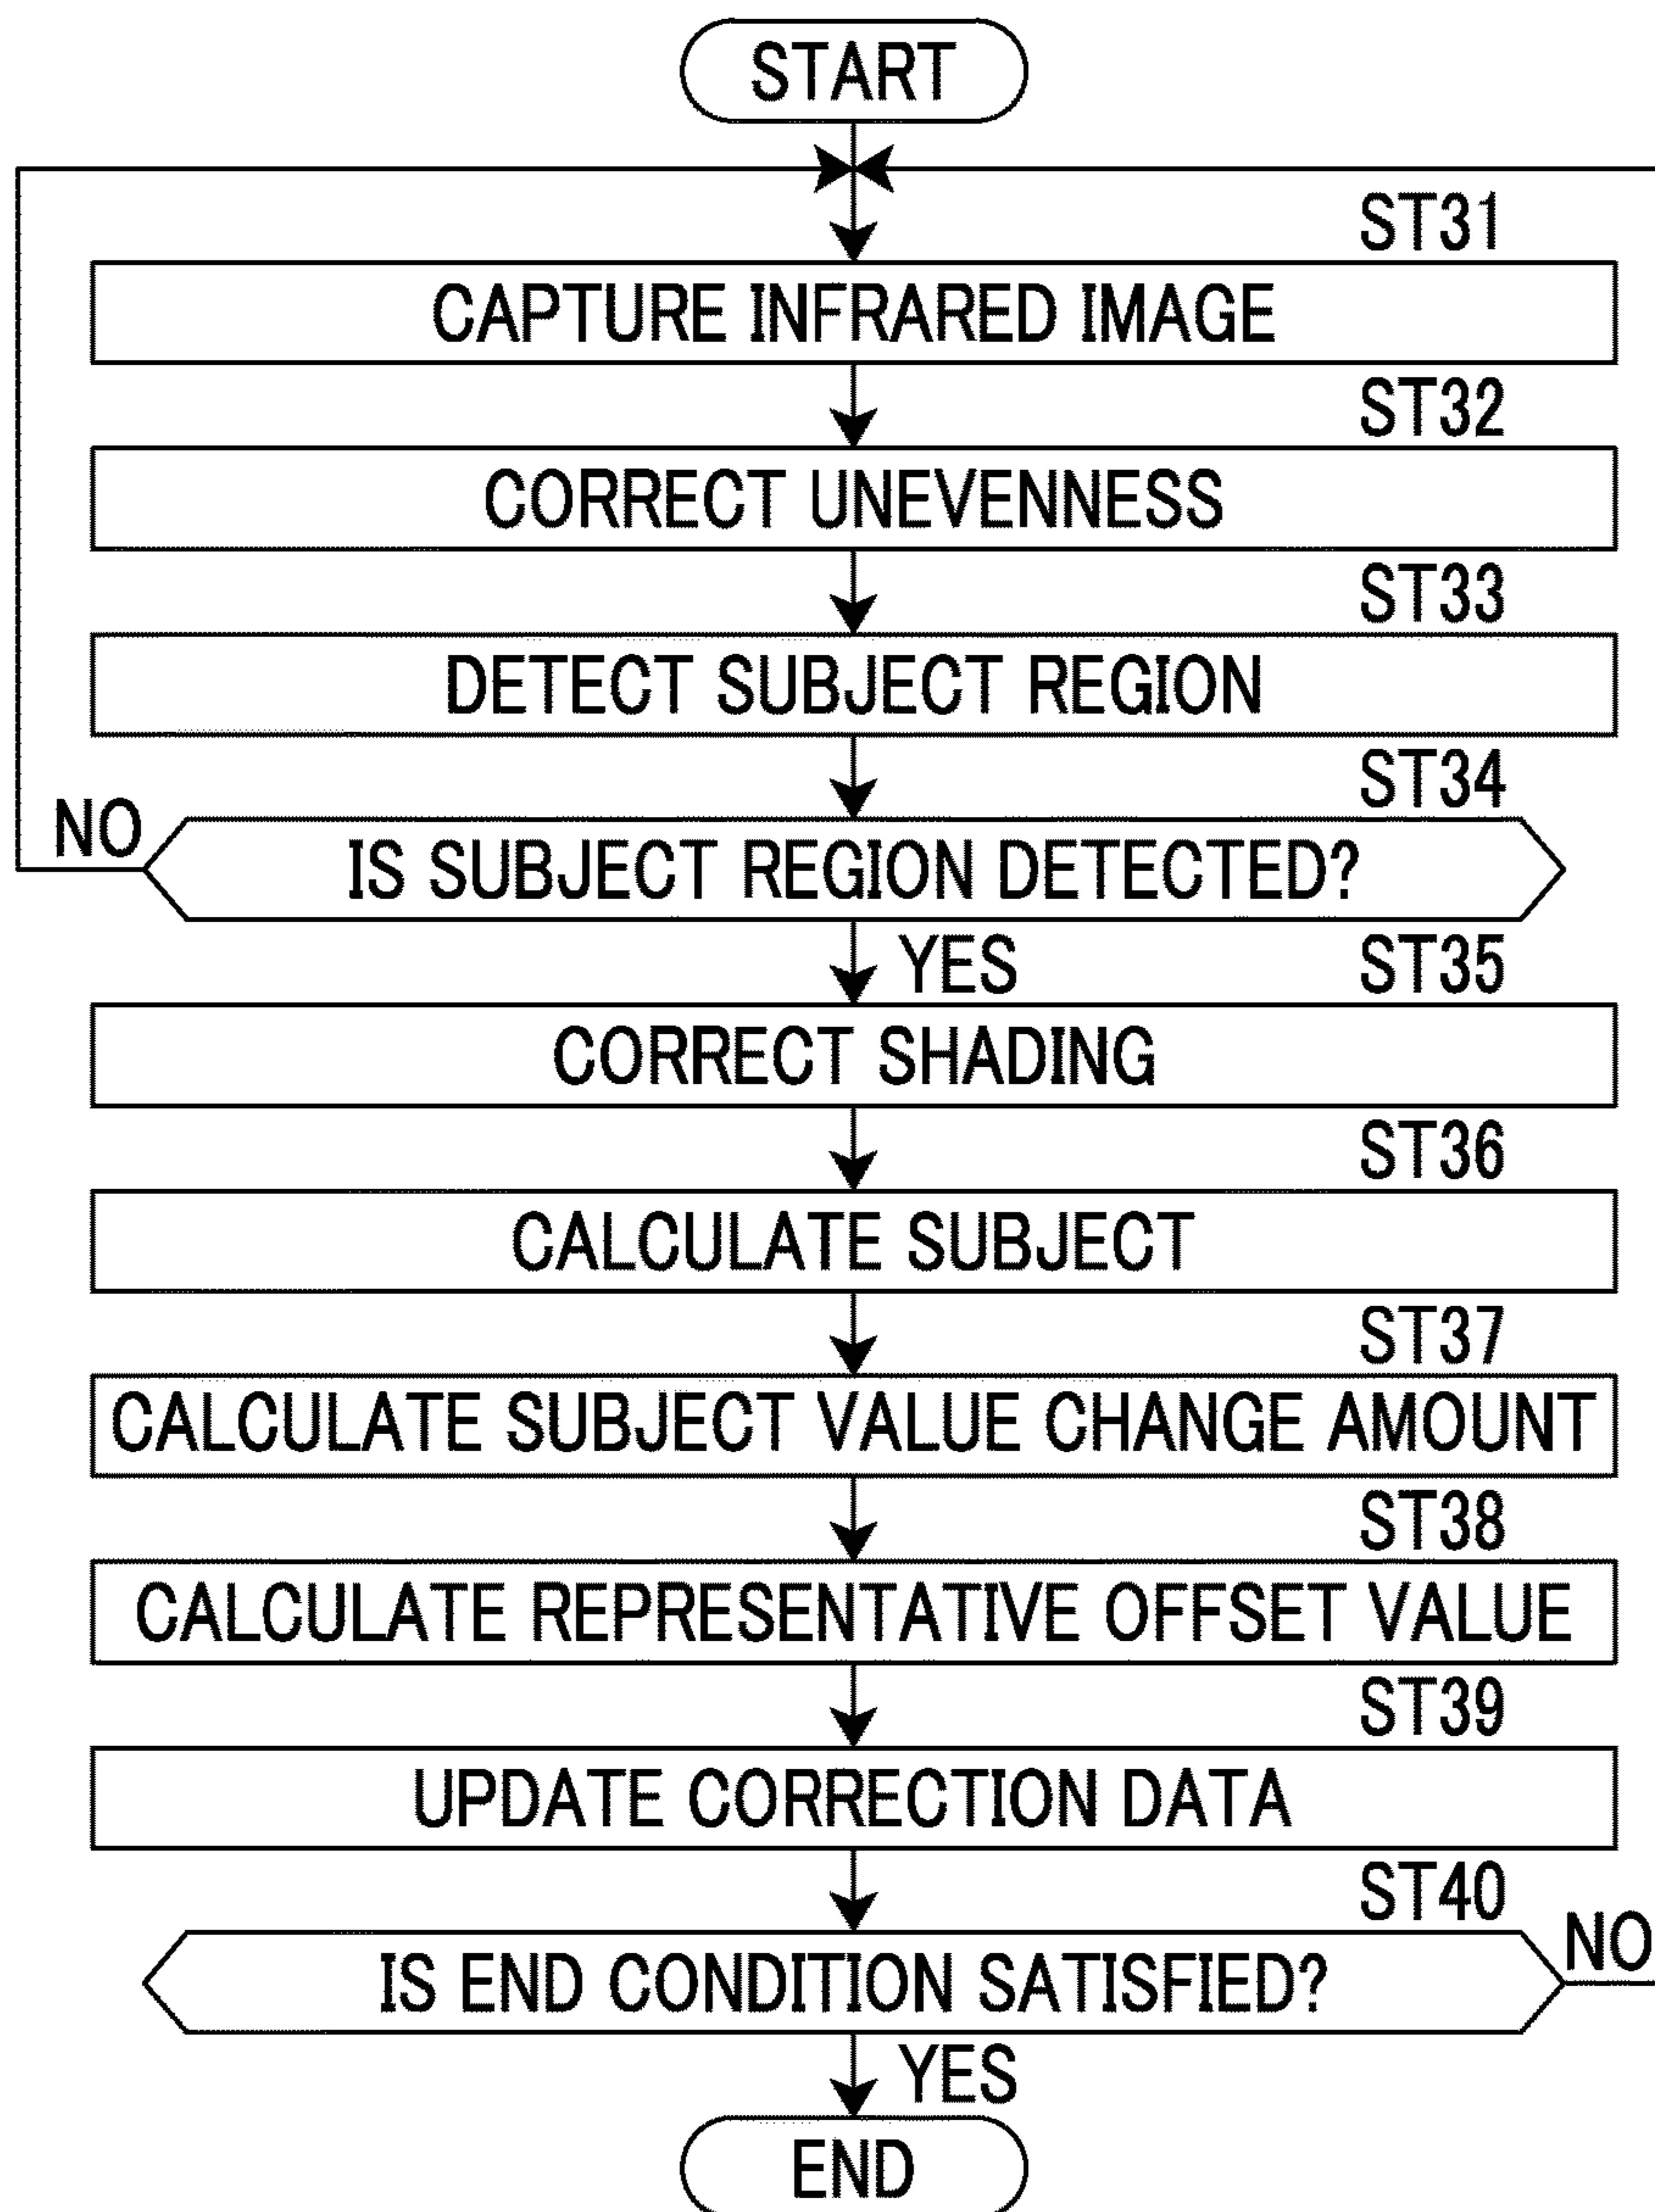 START
ST31
CAPTURE INFRARED IMAGE
ST32
CORRECT UNEVENNESS
ST33
DETECT SUBJECT REGION
ST34
NO
IS SUBJECT REGION DETECTED?
YES
ST35
CORRECT SHADING
ST36
CALCULATE SUBJECT
ST37
CALCULATE SUBJECT VALUE CHANGE AMOUNT
ST38
CALCULATE REPRESENTATIVE OFFSET VALUE
ST39
UPDATE CORRECTION DATA
ST40
IS END CONDITION SATISFIED?
NO
YES
END